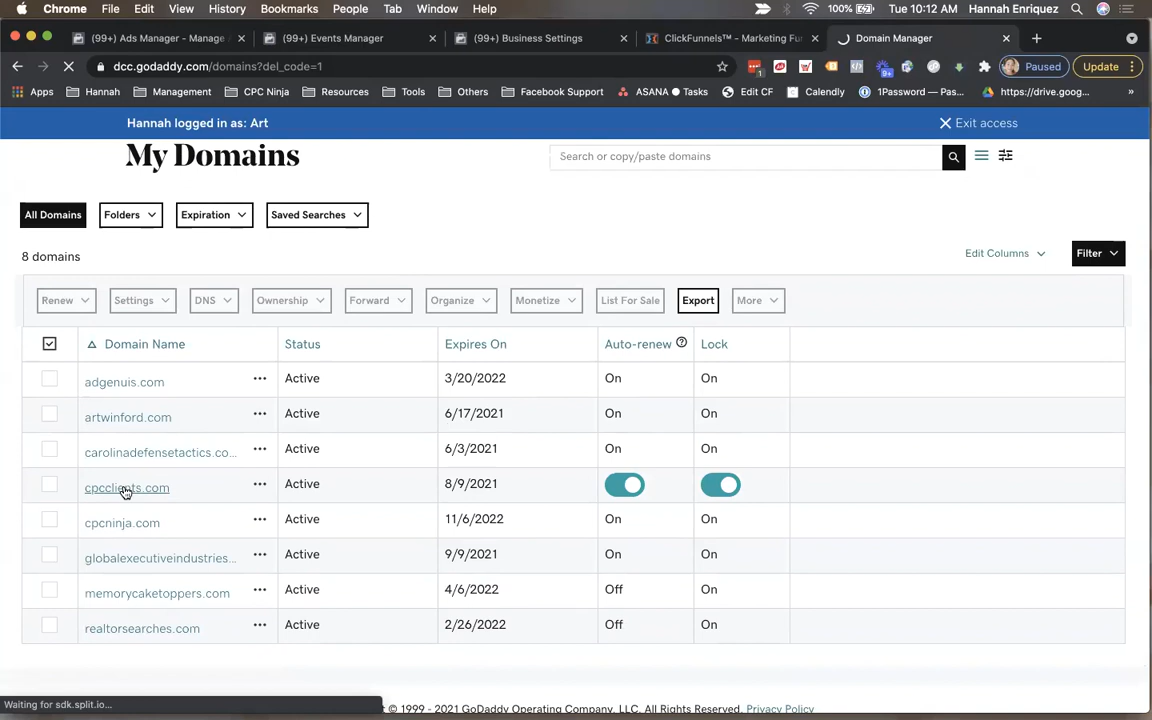 Chrome File Edit View History Bookmarks People Tab Window Help 100% Tue 10:12 AM Hannah Enriquez
(99+) Ads Manager - Manage (99+) Events Manager (99+) Business Settings ClickFunnels™ - Marketing Fu Domain Manager
dcc.godaddy.com/domains?del_code=1 1 9+ Paused Update
Apps Hannah Management CPC Ninja Resources Tools Others Facebook Support ASANA Tasks Edit CF Calendly 1Password — Pas... https://drive.goog... »
Hannah logged in as: Art Exit access
My Domains Search or copy/paste domains
All Domains Folders Expiration Saved Searches
8 domains Edit Columns Filter
Renew Settings DNS Ownership Forward Organize Monetize List For Sale Export More
Domain Name Status Expires On Auto-renew ? Lock
adgenuis.com ••• Active 3/20/2022 On On
artwinford.com ••• Active 6/17/2021 On On
carolinadefensetactics.co... ••• Active 6/3/2021 On On
cpcclients.com ••• Active 8/9/2021
cpcninja.com ••• Active 11/6/2022 On On
globalexecutiveindustries... ••• Active 9/9/2021 On On
memorycaketoppers.com ••• Active 4/6/2022 Off On
realtorsearches.com ••• Active 2/26/2022 Off On
Waiting for sdk.split.io... © 1999 - 2021 GoDaddy Operating Company, LLC. All Rights Reserved. Privacy Policy